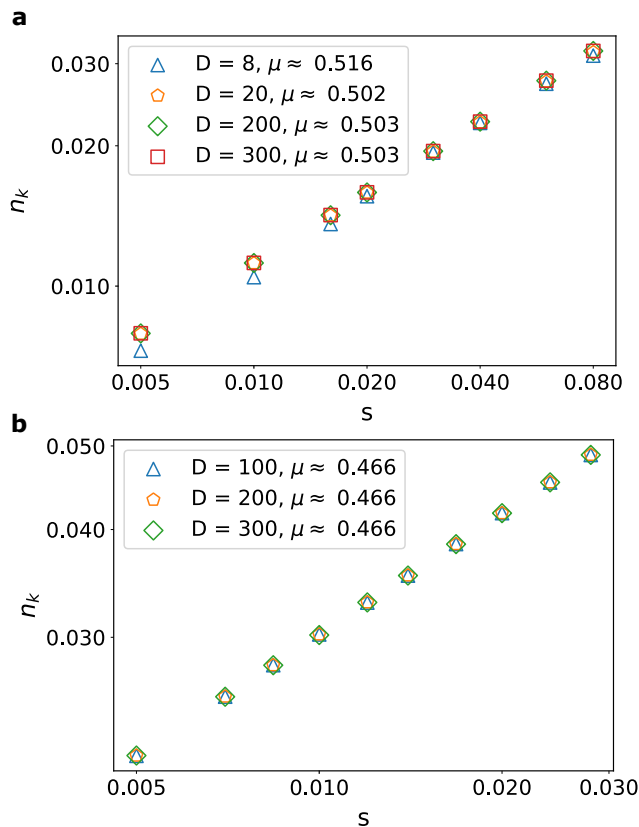 a
0.030
0.020
0.010
n_k
D = 8, μ ≈ 0.516
D = 20, μ ≈ 0.502
D = 200, μ ≈ 0.503
D = 300, μ ≈ 0.503
0.005 0.010 0.020 0.040 0.080
s
b
0.050
0.040
0.030
n_k
D = 100, μ ≈ 0.466
D = 200, μ ≈ 0.466
D = 300, μ ≈ 0.466
0.005 0.010 0.020 0.030
s